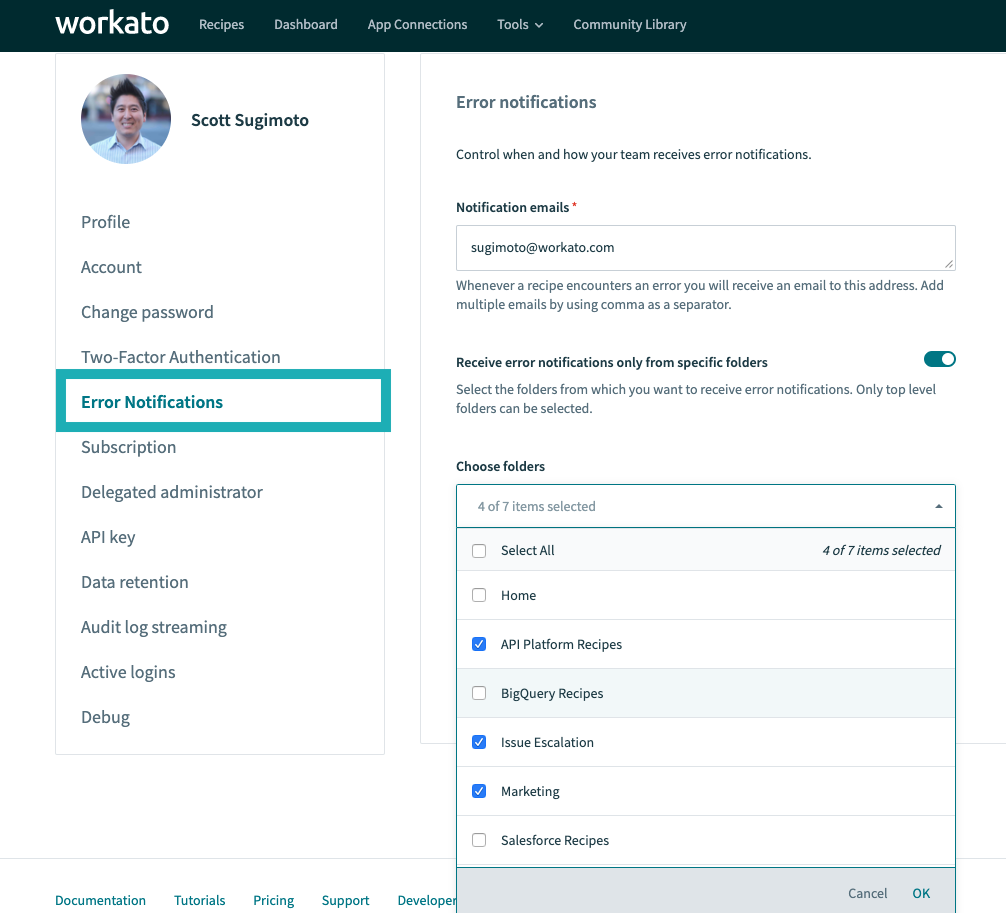 workato
Recipes
Dashboard
App Connections
Tools
Community Library
Scott Sugimoto
Profile
Account
Change password
Two-Factor Authentication
Error Notifications
Subscription
Delegated administrator
API key
Data retention
Audit log streaming
Active logins
Debug
Error notifications
Control when and how your team receives error notifications.
Notification emails *
sugimoto@workato.com
Whenever a recipe encounters an error you will receive an email to this address. Add
multiple emails by using comma as a separator.
Receive error notifications only from specific folders
Select the folders from which you want to receive error notifications. Only top level
folders can be selected.
Choose folders
4 of 7 items selected
Select All
4 of 7 items selected
Home
API Platform Recipes
BigQuery Recipes
Issue Escalation
Marketing
Salesforce Recipes
Cancel
OK
Documentation
Tutorials
Pricing
Support
Developer